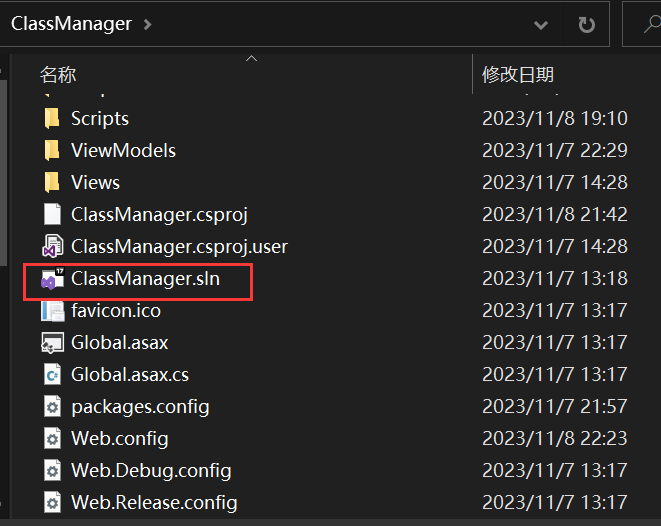 ClassManager
名称 修改日期
Scripts 2023/11/8 19:10
ViewModels 2023/11/7 22:29
Views 2023/11/7 14:28
ClassManager.csproj 2023/11/8 21:42
ClassManager.csproj.user 2023/11/7 14:28
17
ClassManager.sln 2023/11/7 13:18
favicon.ico 2023/11/7 13:17
Global.asax 2023/11/7 13:17
Global.asax.cs 2023/11/7 13:17
packages.config 2023/11/7 21:57
Web.config 2023/11/8 22:23
Web.Debug.config 2023/11/7 13:17
Web.Release.config 2023/11/7 13:17